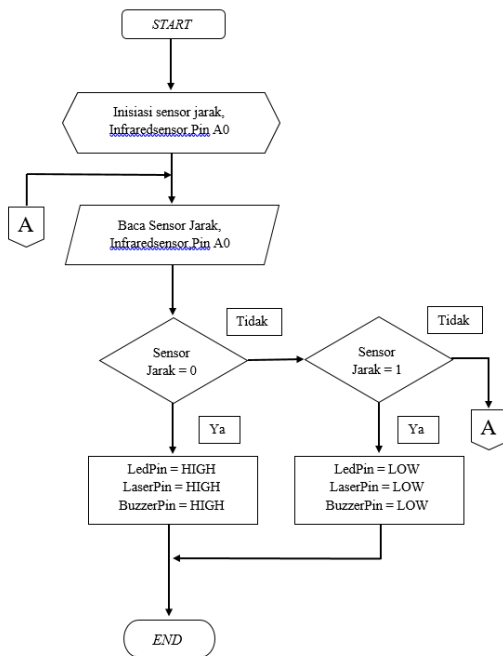 START
Inisiasi sensor jarak,
Infraredsensor,Pin A0
A
Baca Sensor Jarak,
Infraredsensor,Pin A0
Tidak
Tidak
Sensor
Jarak = 0
Sensor
Jarak = 1
A
Ya
Ya
LedPin = HIGH
LaserPin = HIGH
BuzzerPin = HIGH
LedPin = LOW
LaserPin = LOW
BuzzerPin = LOW
END